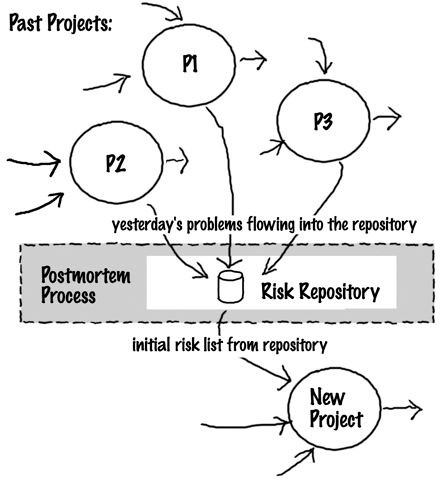 Past Projects:
P1
P3
P2
yesterday's problems flowing into the repository
Postmortem
Process
Risk Repository
initial risk list from repository
New
Project